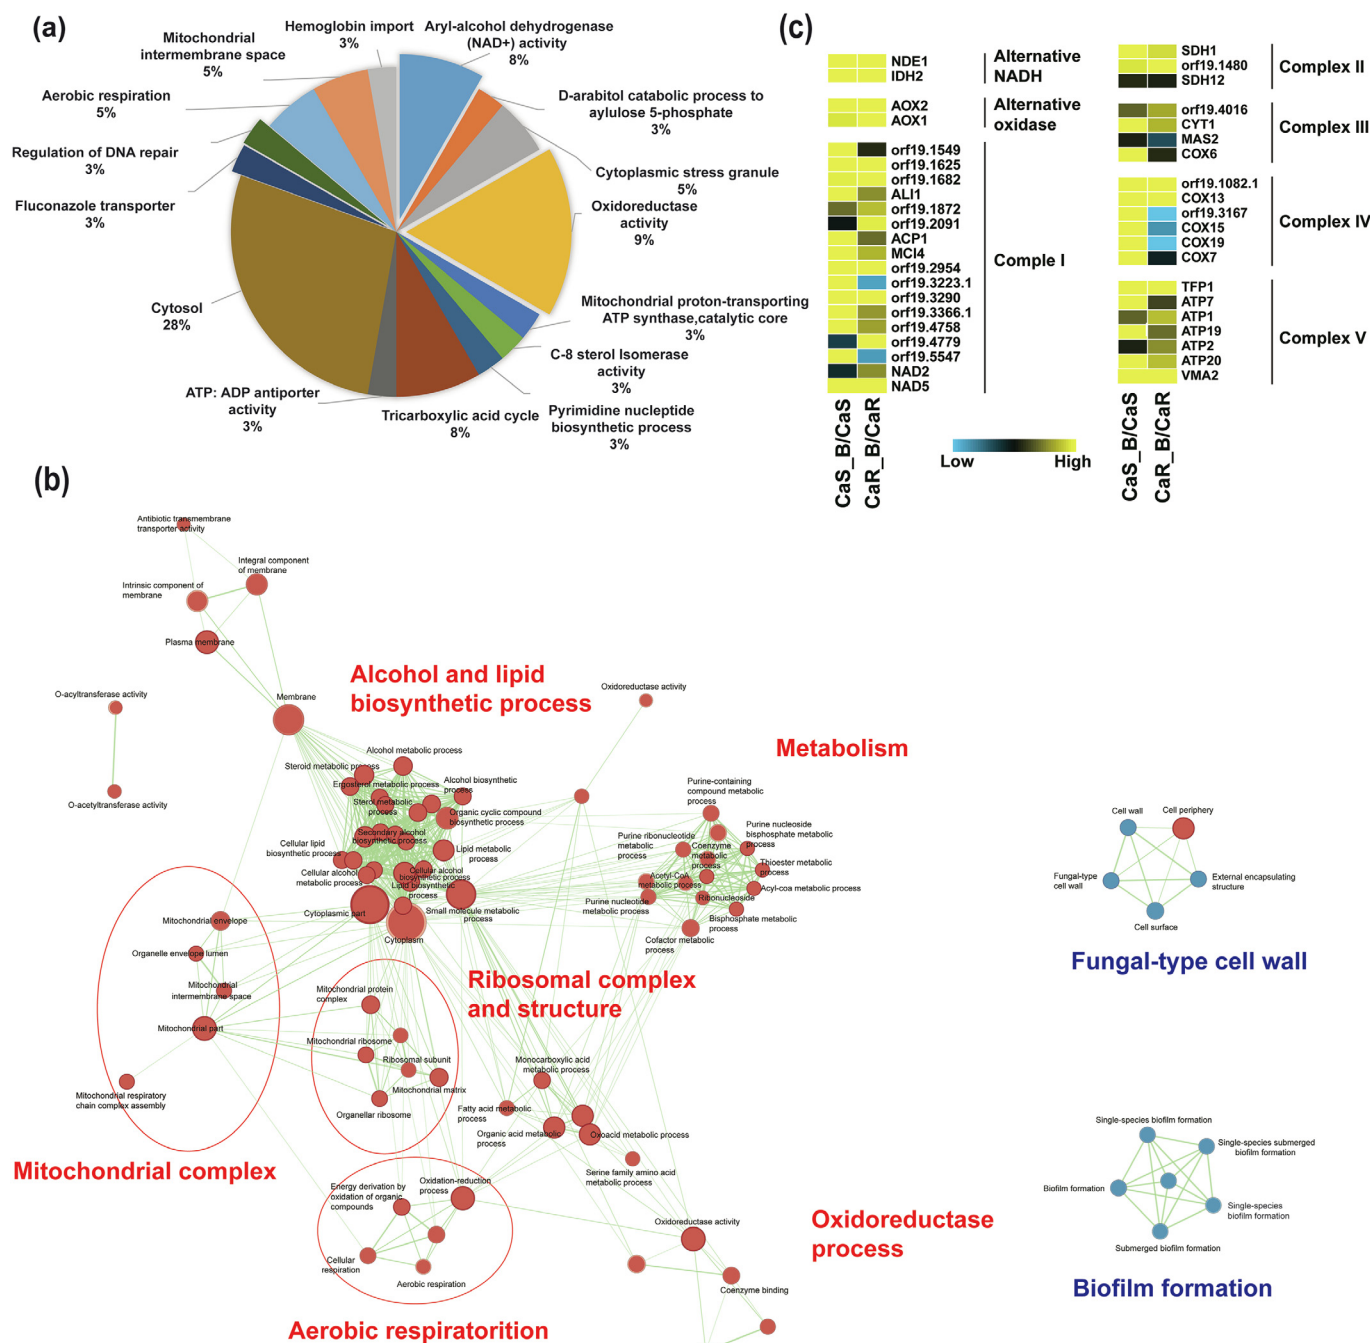 (a)
Hemoglobin import
3%
Aryl-alcohol dehydrogenase
(NAD+) activity
8%
Mitochondrial
intermembrane space
5%
D-arabitol catabolic process to
aylulose 5-phosphate
3%
Aerobic respiration
5%
Regulation of DNA repair
3%
Cytoplasmic stress granule
5%
Fluconazole transporter
3%
Oxidoreductase
activity
9%
Cytosol
28%
Mitochondrial proton-transporting
ATP synthase,catalytic core
3%
C-8 sterol Isomerase
activity
3%
ATP: ADP antiporter
activity
3%
Tricarboxylic acid cycle
8%
Pyrimidine nucleptide
biosynthetic process
3%
(c)
NDE1
IDH2
Alternative
NADH
AOX2
AOX1
Alternative
oxidase
orf19.1549
orf19.1625
orf19.1682
ALI1
orf19.1872
orf19.2091
ACP1
MCI4
orf19.2954
orf19.3223.1
orf19.3290
orf19.3366.1
orf19.4758
orf19.4779
orf19.5547
NAD2
NAD5
Comple I
CaS_B/CaS
CaR_B/CaR
Low
High
SDH1
orf19.1480
SDH12
Complex II
orf19.4016
CYT1
MAS2
COX6
Complex III
orf19.1082.1
COX13
orf19.3167
COX15
COX19
COX7
Complex IV
TFP1
ATP7
ATP1
ATP19
ATP2
ATP20
VMA2
Complex V
CaS_B/CaS
CaR_B/CaR
(b)
Antibiotic transmembrane
transporter activity
Integral component
of membrane
Intrinsic component of
membrane
Plasma membrane
O-acyltransferase activity
O-acetyltransferase activity
Membrane
Alcohol and lipid
biosynthetic process
Alcohol metabolic process
Steroid metabolic process
Ergosterol metabolic process
Alcohol biosynthetic
process
Sterol metabolic
process
Organic cyclic compound
biosynthetic process
Secondary alcohol
biosynthetic process
Cellular lipid
biosynthetic process
Lipid metabolic
process
Cellular alcohol
metabolic process
Cellular alcohol
biosynthetic process
Lipid biosynthetic
process
Cytoplasmic part
Small molecule metabolic
process
Cytoplasm
Oxidoreductase activity
Metabolism
Purine-containing
compound metabolic
process
Purine nucleoside
bisphosphate metabolic
process
Purine ribonucleotide
metabolic
process
Coenzyme
metabolic
process
Thioester metabolic
process
Acetyl-CoA
metabolic process
Acyl-coa metabolic process
Purine nucleotide
metabolic process
Ribonucleoside
Bisphosphate metabolic
process
Cofactor metabolic
process
Cell wall
Cell periphery
Fungal-type
cell wall
External encapsulating
structure
Cell surface
Fungal-type cell wall
Mitochondrial envelope
Organelle envelope lumen
Mitochondrial
intermembrane space
Mitochondrial part
Mitochondrial respiratory
chain complex assembly
Mitochondrial complex
Ribosomal complex
and structure
Mitochondrial protein
complex
Mitochondrial ribosome
Ribosomal subunit
Mitochondrial matrix
Organellar ribosome
Monocarboxylic acid
metabolic process
Fatty acid metabolic
process
Organic acid metabolic
process
Oxoacid metabolic process
Serine family amino acid
metabolic process
Energy derivation by
oxidation of organic
compounds
Oxidation-reduction
process
Cellular
respiration
Aerobic respiration
Aerobic respiratorition
Oxidoreductase activity
Coenzyme binding
Oxidoreductase
process
Single-species biofilm formation
Single-species submerged
biofilm formation
Biofilm formation
Single-species
biofilm formation
Submerged biofilm formation
Biofilm formation